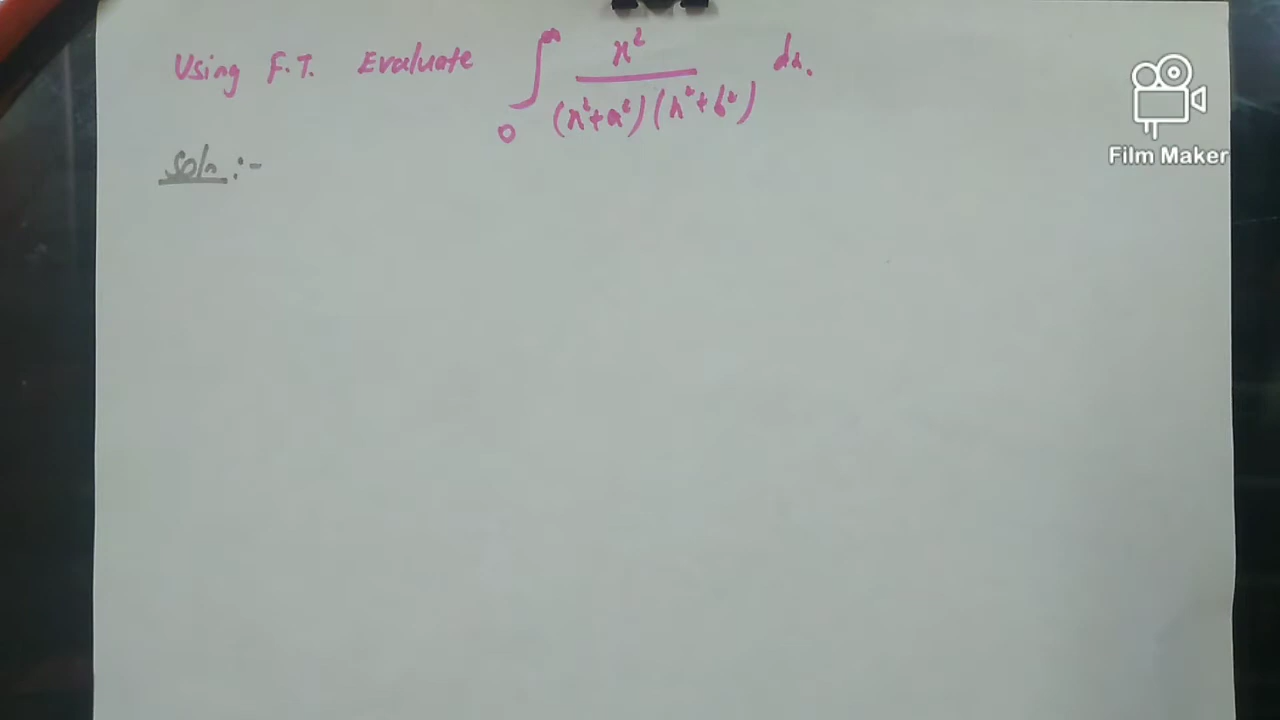 Using F.T. Evaluate ∫₀^∞ x² / (x²+a²)(x²+b²) dx.
Soln :-
Film Maker